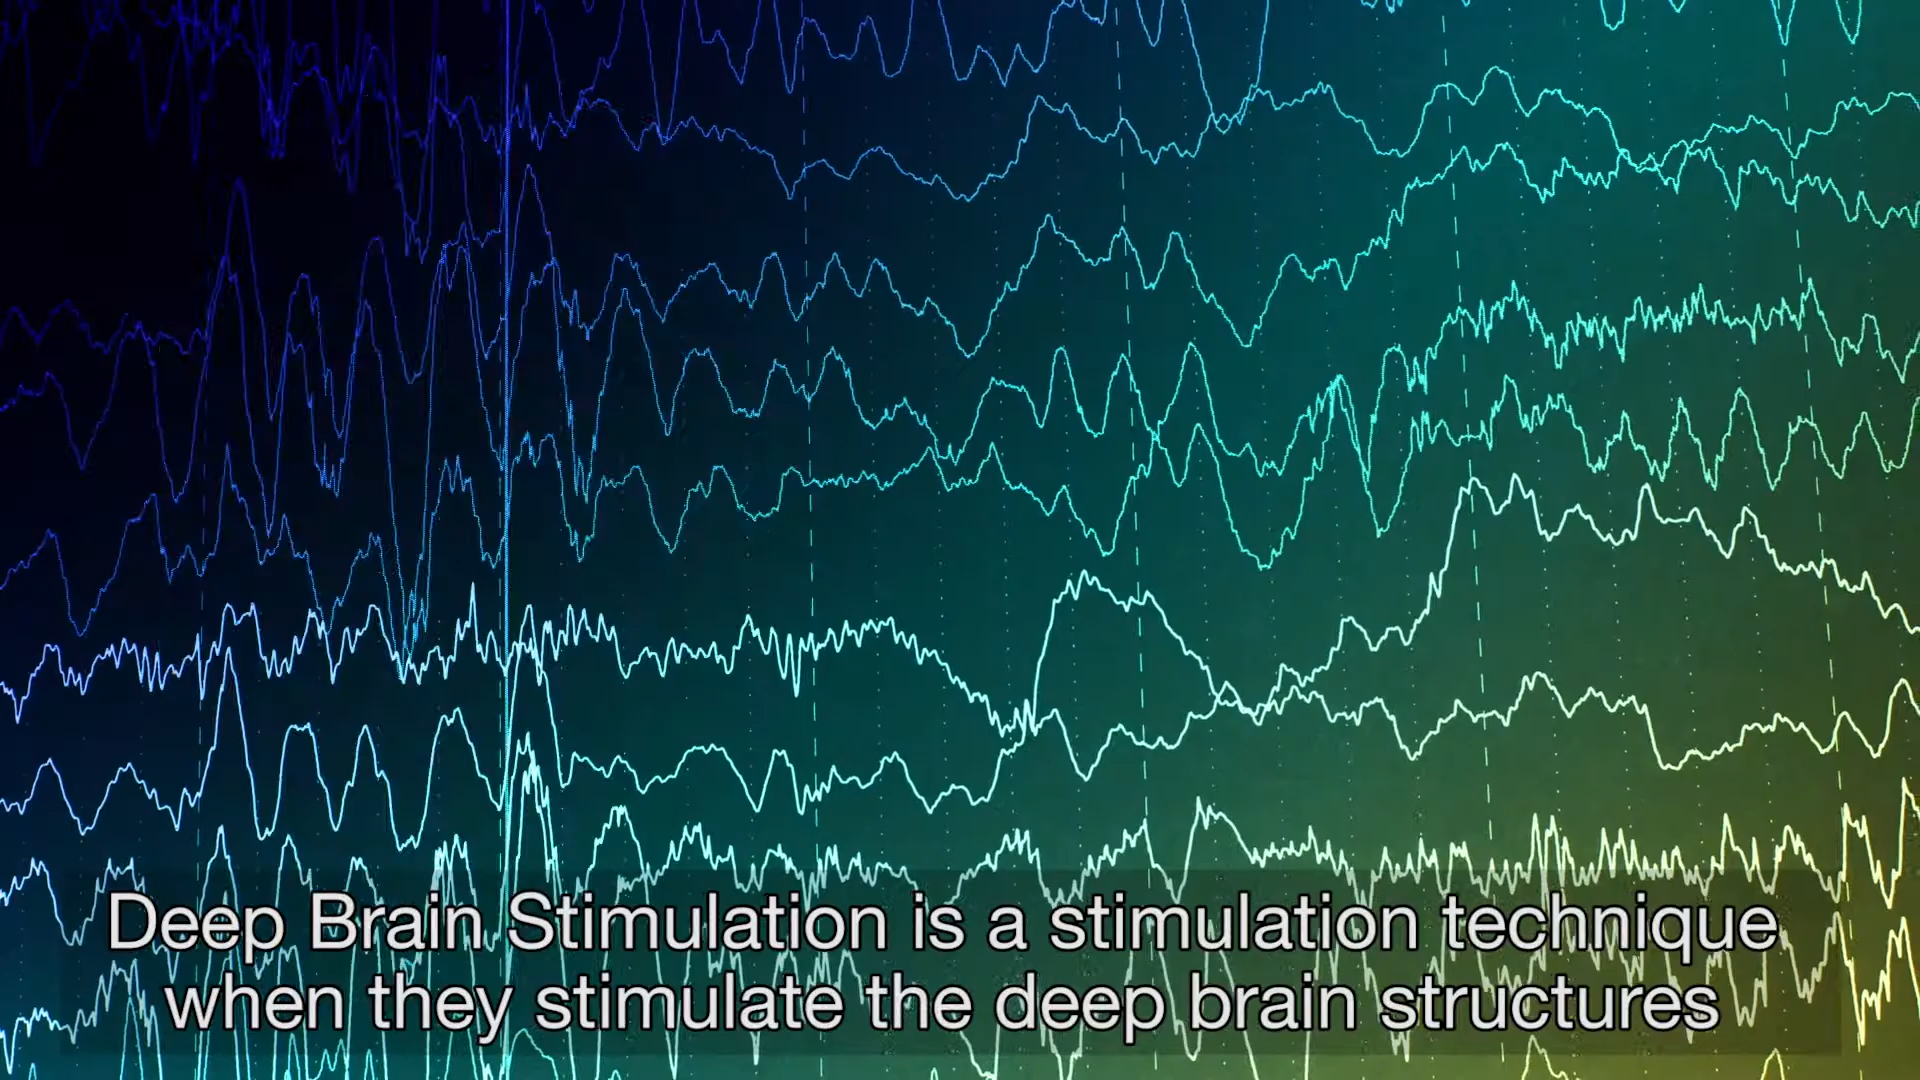 Deep Brain Stimulation is a stimulation technique
when they stimulate the deep brain structures